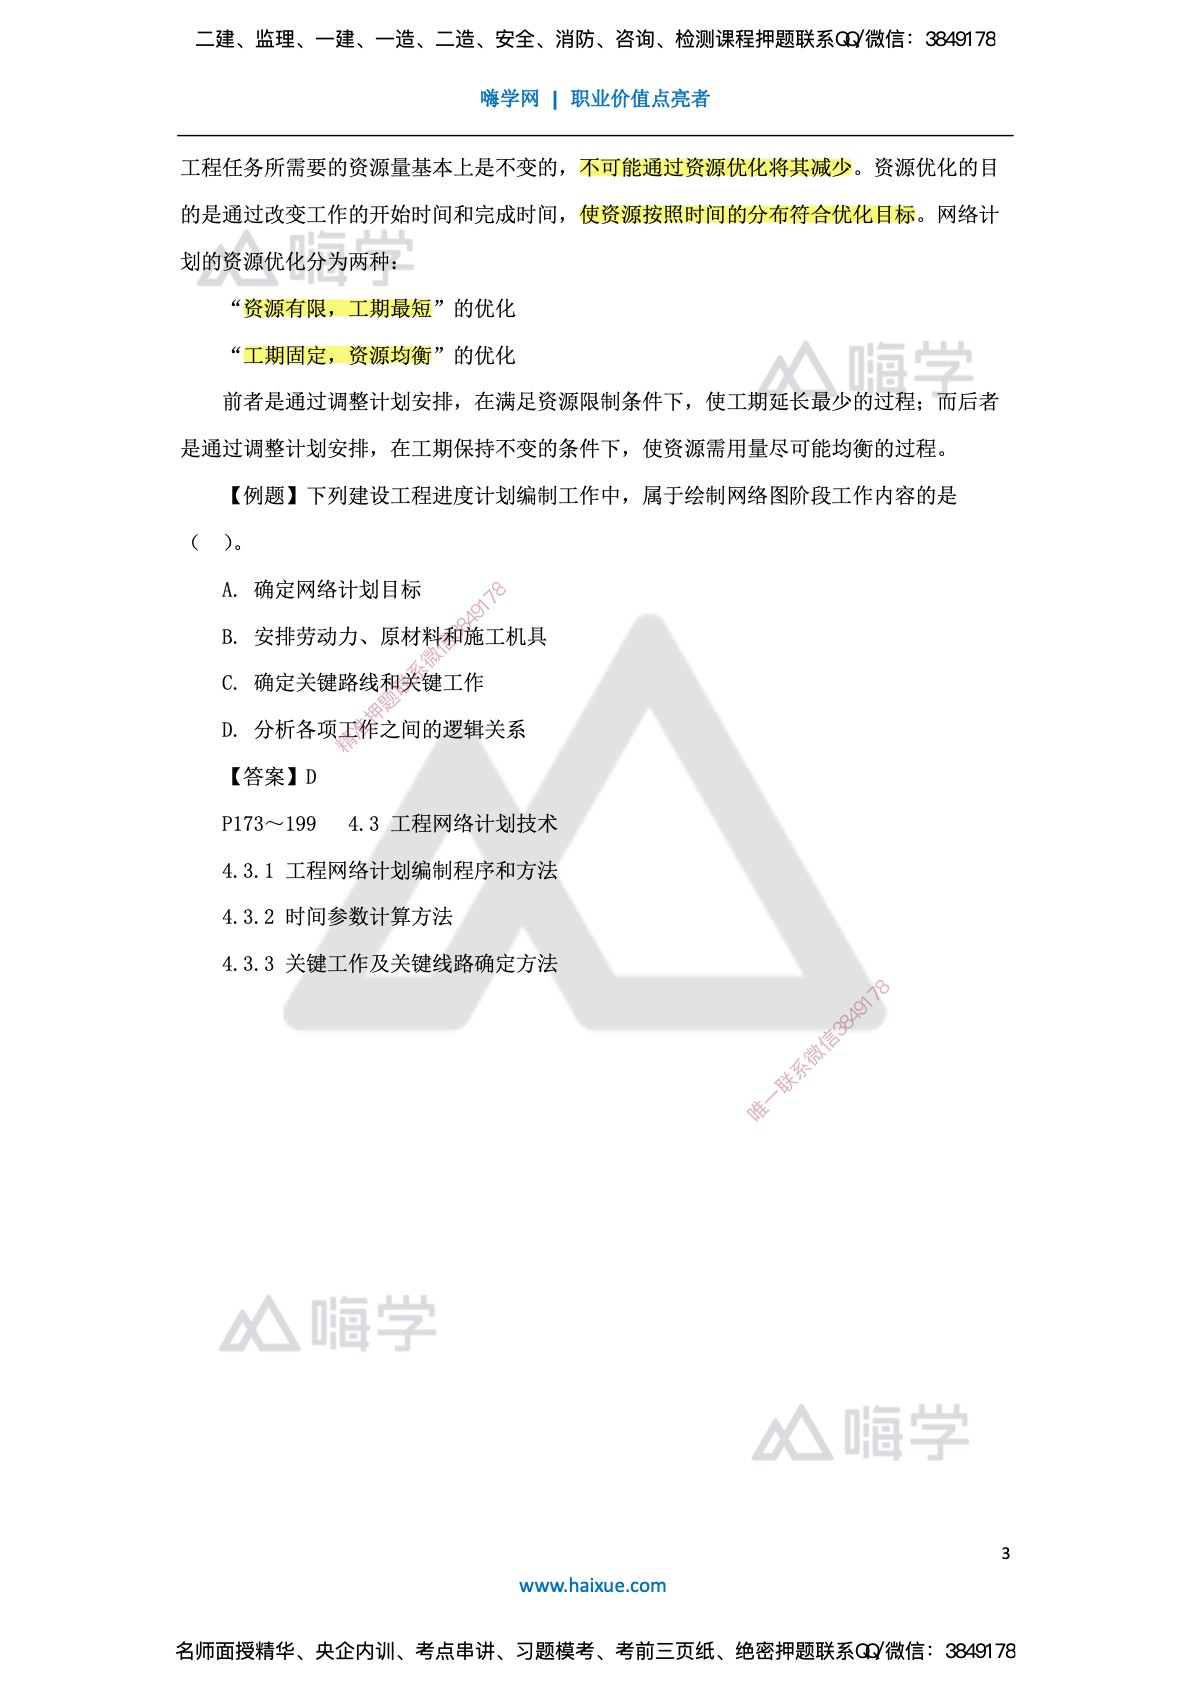 二建、监理、一建、一造、二造、安全、消防、咨询、检测课程押题联系QQ/微信：3849178
嗨学网 | 职业价值点亮者
工程任务所需要的资源量基本上是不变的，不可能通过资源优化将其减少。资源优化的目
的是通过改变工作的开始时间和完成时间，使资源按照时间的分布符合优化目标。网络计
划的资源优化分为两种：
嗨学
“资源有限，工期最短”的优化
“工期固定，资源均衡”的优化
嗨学
前者是通过调整计划安排，在满足资源限制条件下，使工期延长最少的过程；而后者
是通过调整计划安排，在工期保持不变的条件下，使资源需用量尽可能均衡的过程。
【例题】下列建设工程进度计划编制工作中，属于绘制网络图阶段工作内容的是
（  ）。
A. 确定网络计划目标
B. 安排劳动力、原材料和施工机具
C. 确定关键路线和关键工作
D. 分析各项工作之间的逻辑关系
精准押题联系微信3849178
【答案】D
P173～199   4.3 工程网络计划技术
4.3.1 工程网络计划编制程序和方法
4.3.2 时间参数计算方法
4.3.3 关键工作及关键线路确定方法
唯一联系微信3849178
嗨学
嗨学
3
www.haixue.com
名师面授精华、央企内训、考点串讲、习题模考、考前三页纸、绝密押题联系QQ/微信：3849178